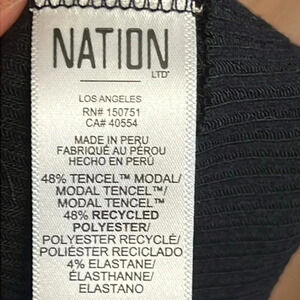 NATION
LTD
LOS ANGELES
RN# 150751
CA# 40554
MADE IN PERU
FABRIQUÉ AU PÉROU
HECHO EN PERÚ
48% TENCEL™ MODAL/
MODAL TENCEL™/
MODAL TENCEL™
48% RECYCLED
POLYESTER/
POLYESTER RECYCLÉ/
POLIÉSTER RECICLADO
4% ELASTANE/
ÉLASTHANNE/
ELASTANO